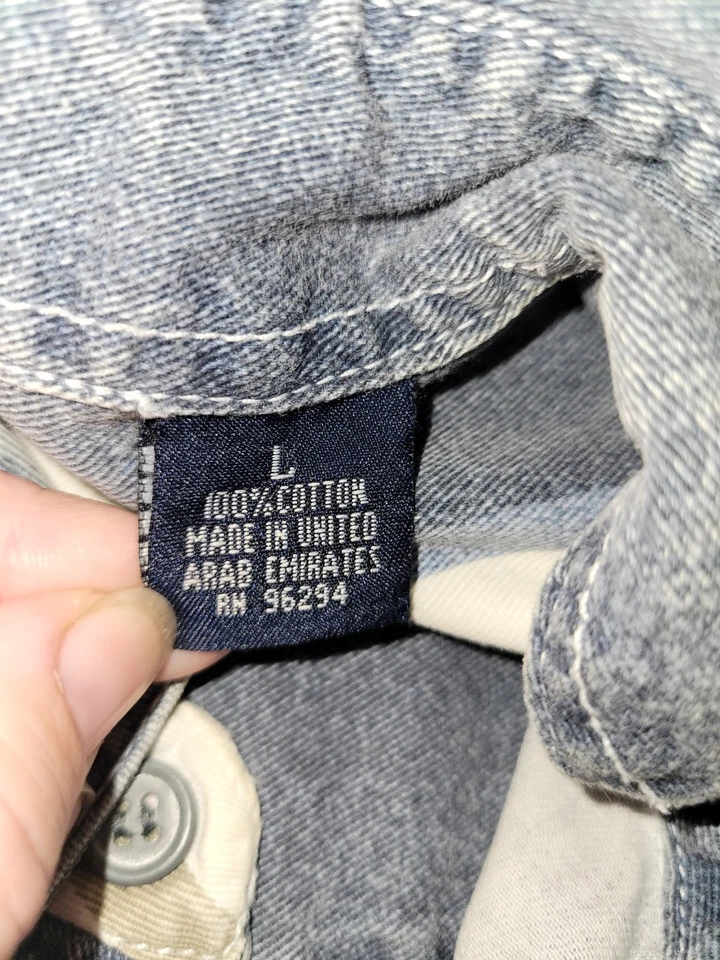 L
100% COTTON
MADE IN UNITED
ARAB EMIRATES
RN 96294